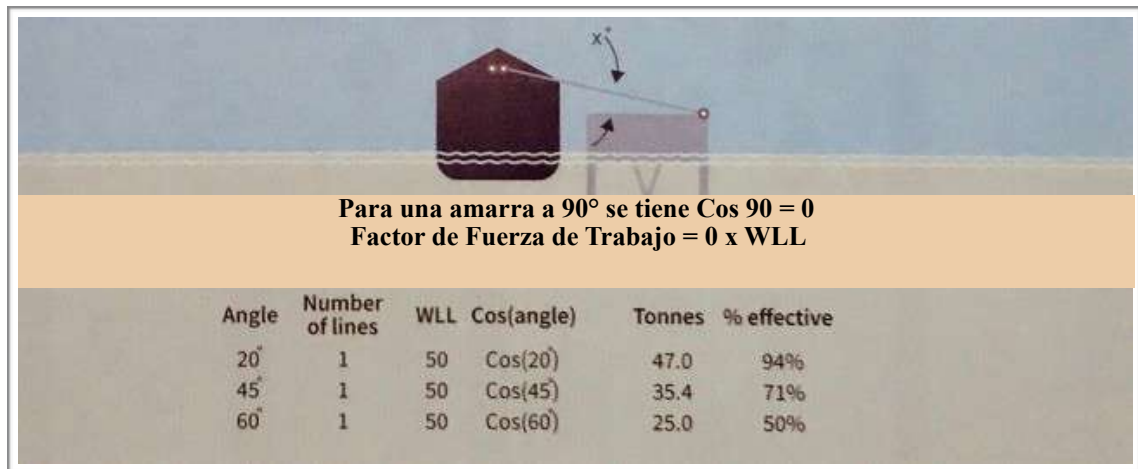 x°
Para una amarra a 90° se tiene Cos 90 = 0
Factor de Fuerza de Trabajo = 0 x WLL
Angle Number of lines WLL Cos(angle) Tonnes % effective
20° 1 50 Cos(20°) 47.0 94%
45° 1 50 Cos(45°) 35.4 71%
60° 1 50 Cos(60°) 25.0 50%